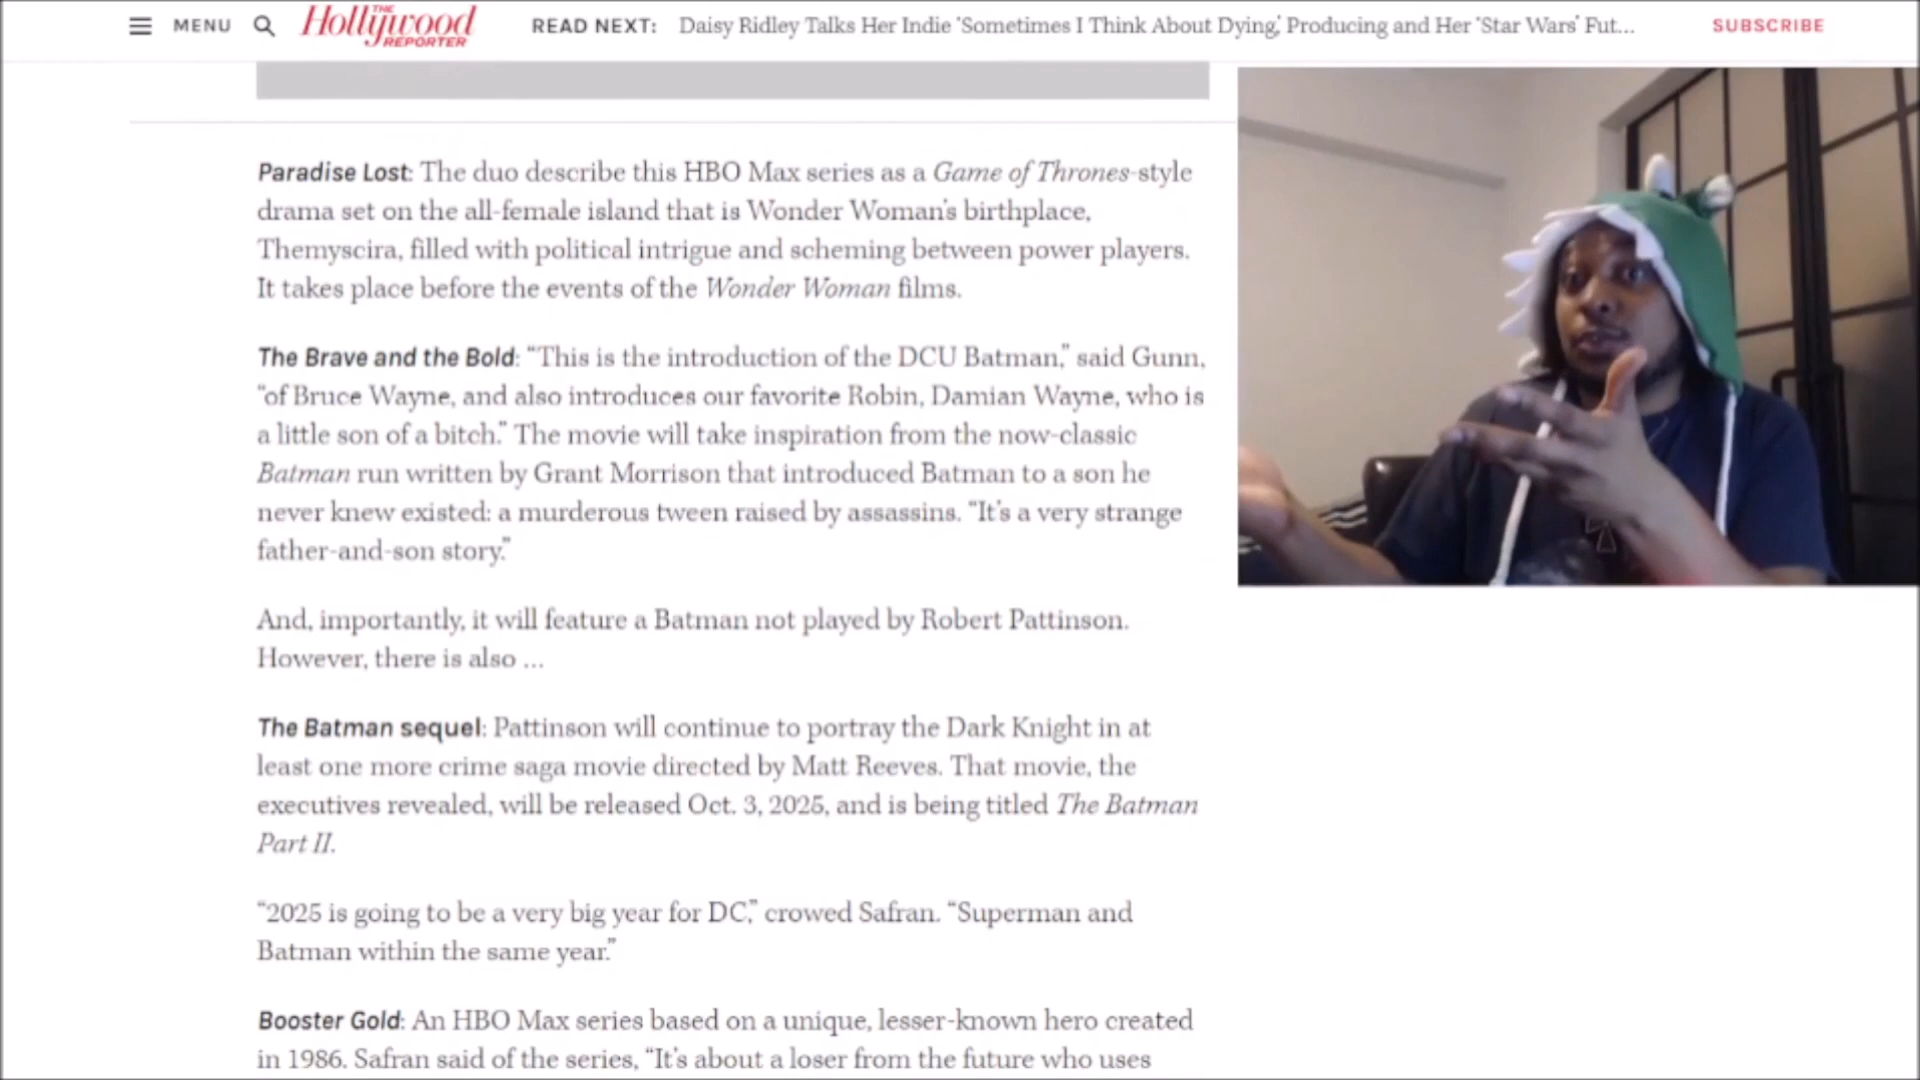 MENU
THE
Hollywood
REPORTER
READ NEXT: Daisy Ridley Talks Her Indie ‘Sometimes I Think About Dying,’ Producing and Her ‘Star Wars’ Fut...
SUBSCRIBE
Paradise Lost: The duo describe this HBO Max series as a Game of Thrones-style
drama set on the all-female island that is Wonder Woman’s birthplace,
Themyscira, filled with political intrigue and scheming between power players.
It takes place before the events of the Wonder Woman films.
The Brave and the Bold: “This is the introduction of the DCU Batman,” said Gunn,
“of Bruce Wayne, and also introduces our favorite Robin, Damian Wayne, who is
a little son of a bitch.” The movie will take inspiration from the now-classic
Batman run written by Grant Morrison that introduced Batman to a son he
never knew existed: a murderous tween raised by assassins. “It’s a very strange
father-and-son story.”
And, importantly, it will feature a Batman not played by Robert Pattinson.
However, there is also ...
The Batman sequel: Pattinson will continue to portray the Dark Knight in at
least one more crime saga movie directed by Matt Reeves. That movie, the
executives revealed, will be released Oct. 3, 2025, and is being titled The Batman
Part II.
“2025 is going to be a very big year for DC,” crowed Safran. “Superman and
Batman within the same year.”
Booster Gold: An HBO Max series based on a unique, lesser-known hero created
in 1986. Safran said of the series, “It’s about a loser from the future who uses